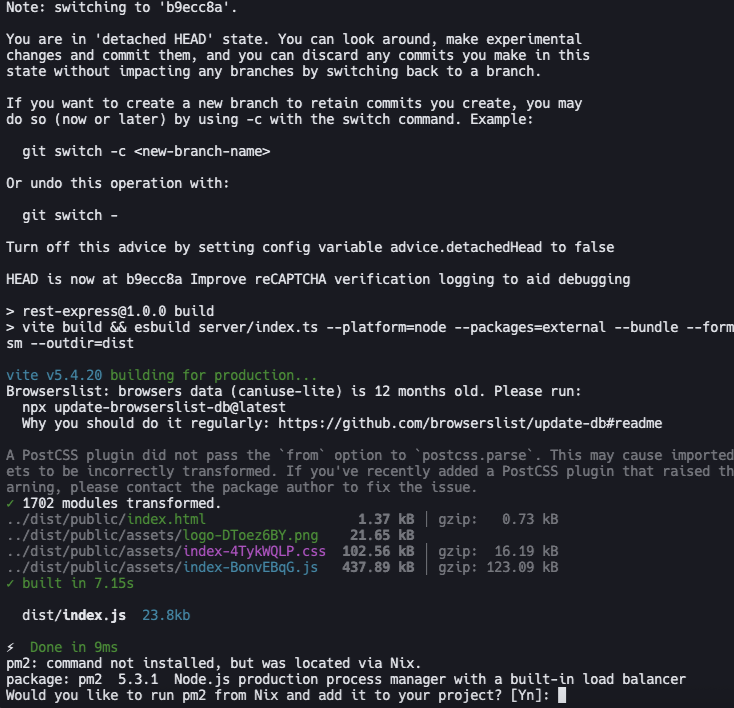 Note: switching to 'b9ecc8a'.
You are in 'detached HEAD' state. You can look around, make experimental
changes and commit them, and you can discard any commits you make in this
state without impacting any branches by switching back to a branch.
If you want to create a new branch to retain commits you create, you may
do so (now or later) by using -c with the switch command. Example:
git switch -c <new-branch-name>
Or undo this operation with:
git switch -
Turn off this advice by setting config variable advice.detachedHead to false
HEAD is now at b9ecc8a Improve reCAPTCHA verification logging to aid debugging
> rest-express@1.0.0 build
> vite build && esbuild server/index.ts --platform=node --packages=external --bundle --form
sm --outdir=dist
vite v5.4.20 building for production...
Browserslist: browsers data (caniuse-lite) is 12 months old. Please run:
npx update-browserslist-db@latest
Why you should do it regularly: https://github.com/browserslist/update-db#readme
A PostCSS plugin did not pass the `from` option to `postcss.parse`. This may cause imported
ets to be incorrectly transformed. If you've recently added a PostCSS plugin that raised th
arning, please contact the package author to fix the issue.
✓ 1702 modules transformed.
../dist/public/index.html 1.37 kB │ gzip: 0.73 kB
../dist/public/assets/logo-DToez6BY.png 21.65 kB
../dist/public/assets/index-4TykWQLP.css 102.56 kB │ gzip: 16.19 kB
../dist/public/assets/index-BonvEBqG.js 437.89 kB │ gzip: 123.09 kB
✓ built in 7.15s
dist/index.js 23.8kb
⚡ Done in 9ms
pm2: command not installed, but was located via Nix.
package: pm2 5.3.1 Node.js production process manager with a built-in load balancer
Would you like to run pm2 from Nix and add it to your project? [Yn]: